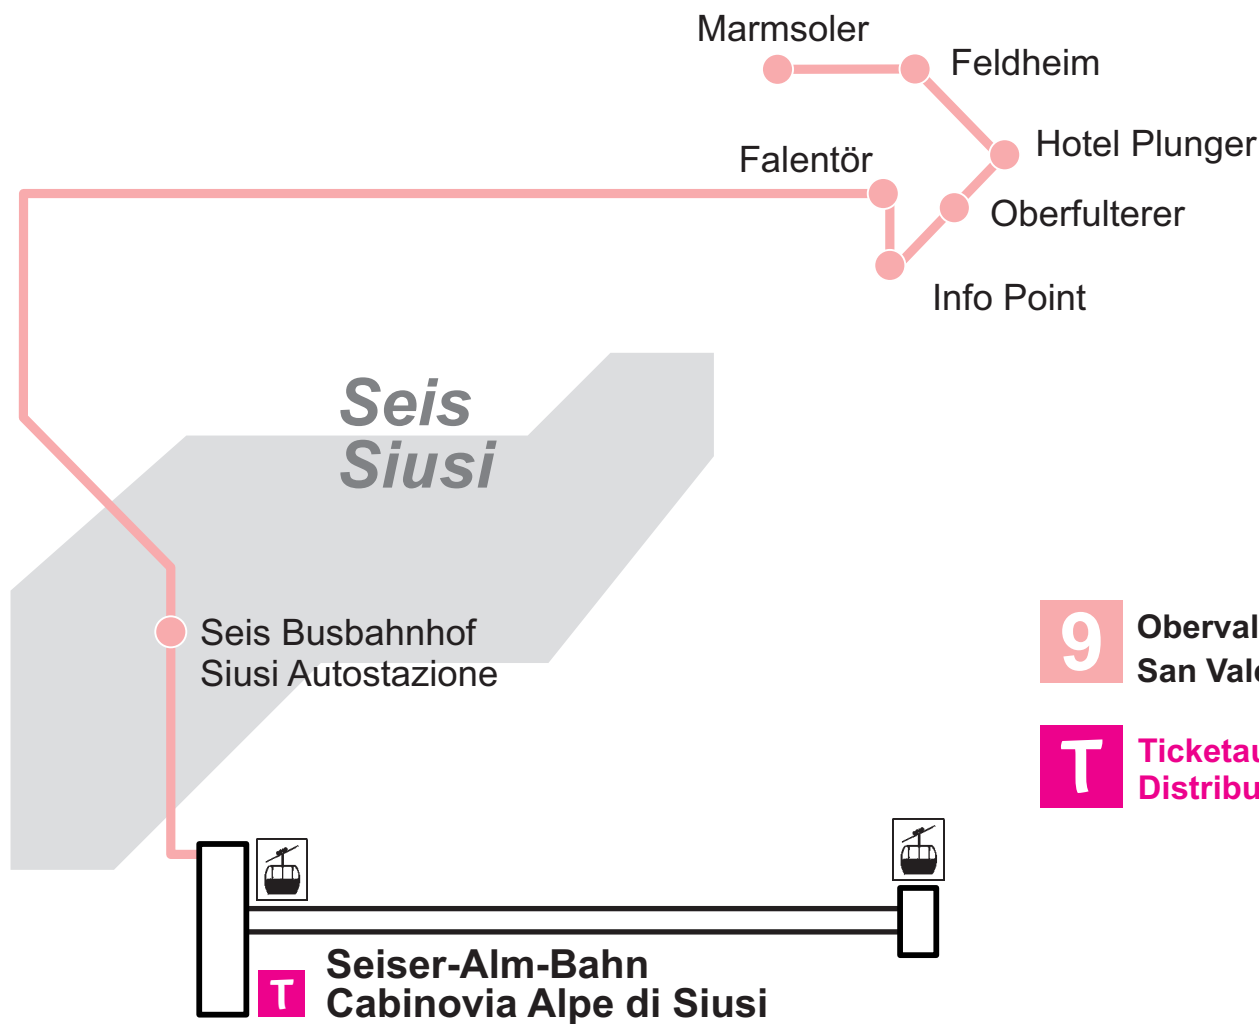 Marmsoler
Feldheim
Hotel Plunger
Falentör
Oberfulterer
Info Point
Seis
Siusi
Seis Busbahnhof
Siusi Autostazione
9
San
T
T
Seiser-Alm-Bahn
Cabinovia Alpe di Siusi